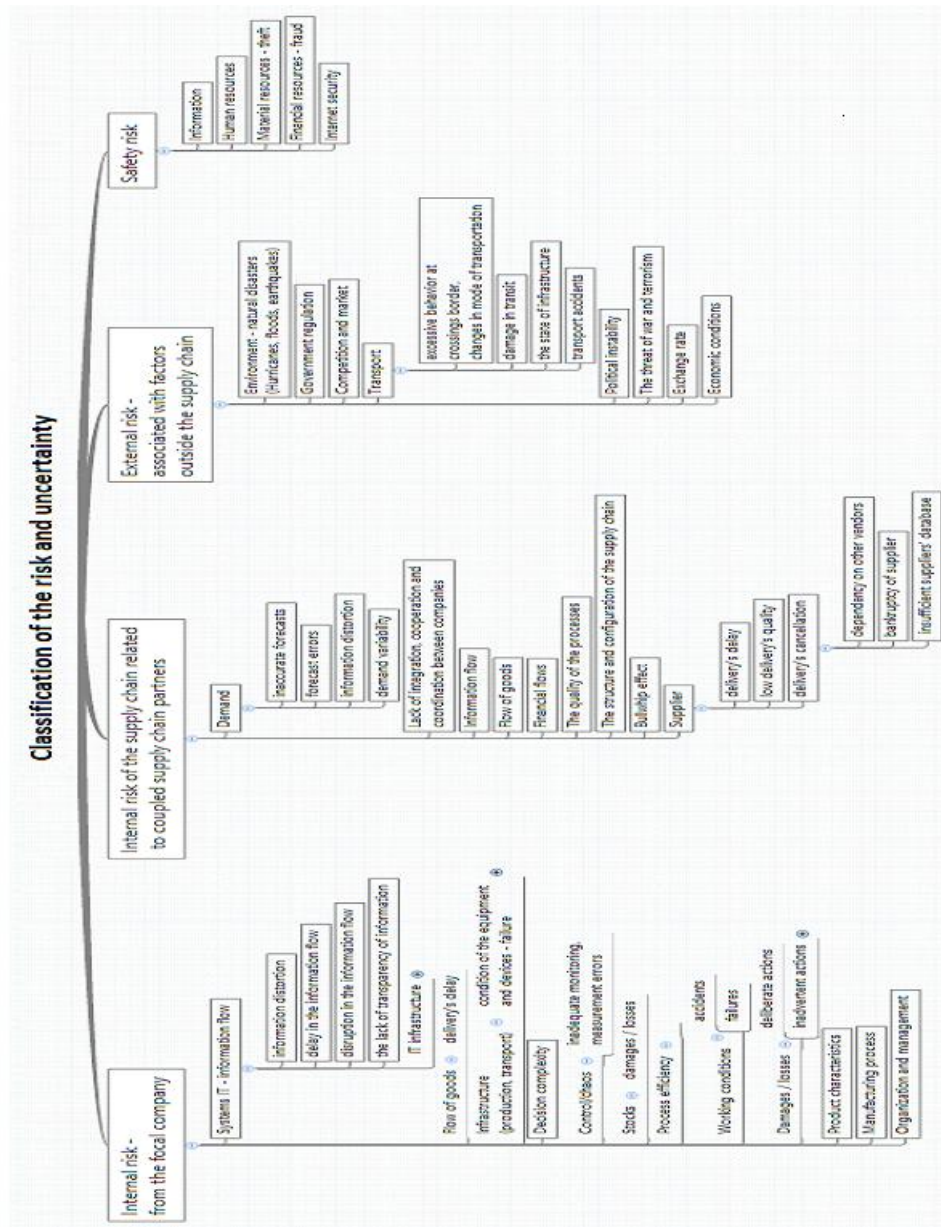 Classification of the risk and uncertainty
Internal risk -
from the focal company
Systems IT - information flow
information distortion
delay in the information flow
disruption in the information flow
the lack of transparency of information
IT infrastructure
Flow of goods
delivery's delay
Infrastructure
(production, transport)
condition of the equipment
and devices - failure
Decision complexity
Control/chaos
inadequate monitoring,
measurement errors
Stocks
damages / losses
Process efficiency
Working conditions
accidents
failures
Damages / losses
deliberate actions
inadvertent actions
Product characteristics
Manufacturing process
Organization and management
Internal risk of the supply chain related
to coupled supply chain partners
Demand
inaccurate forecasts
forecast errors
information distortion
demand variability
Lack of integration, cooperation and
coordination between companies
Information flow
Flow of goods
Financial flows
The quality of the processes
The structure and configuration of the supply chain
Bullwhip effect
Supplier
delivery's delay
low delivery's quality
delivery's cancellation
dependency on other vendors
bankruptcy of supplier
insufficient suppliers' database
External risk -
associated with factors
outside the supply chain
Environment - natural disasters
(Hurricanes, floods, earthquakes)
Government regulation
Competition and market
Transport
excessive behavior at
crossings border,
changes in mode of transportation
damage in transit
the state of infrastructure
transport accidents
Political instability
The threat of war and terrorism
Exchange rate
Economic conditions
Safety risk
Information
Human resources
Material resources - theft
Financial resources - fraud
Internet security